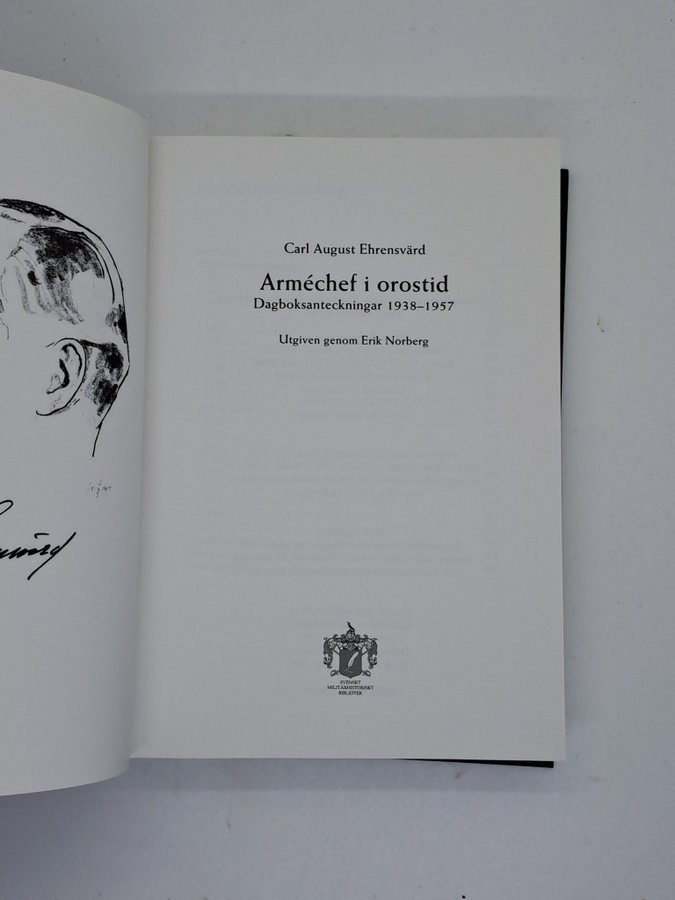 Carl August Ehrensvärd
Arméchef i orostid
Dagboksanteckningar 1938–1957
Utgiven genom Erik Norberg
SVENSKT
MILITÄRHISTORISKT
BIBLIOTEK